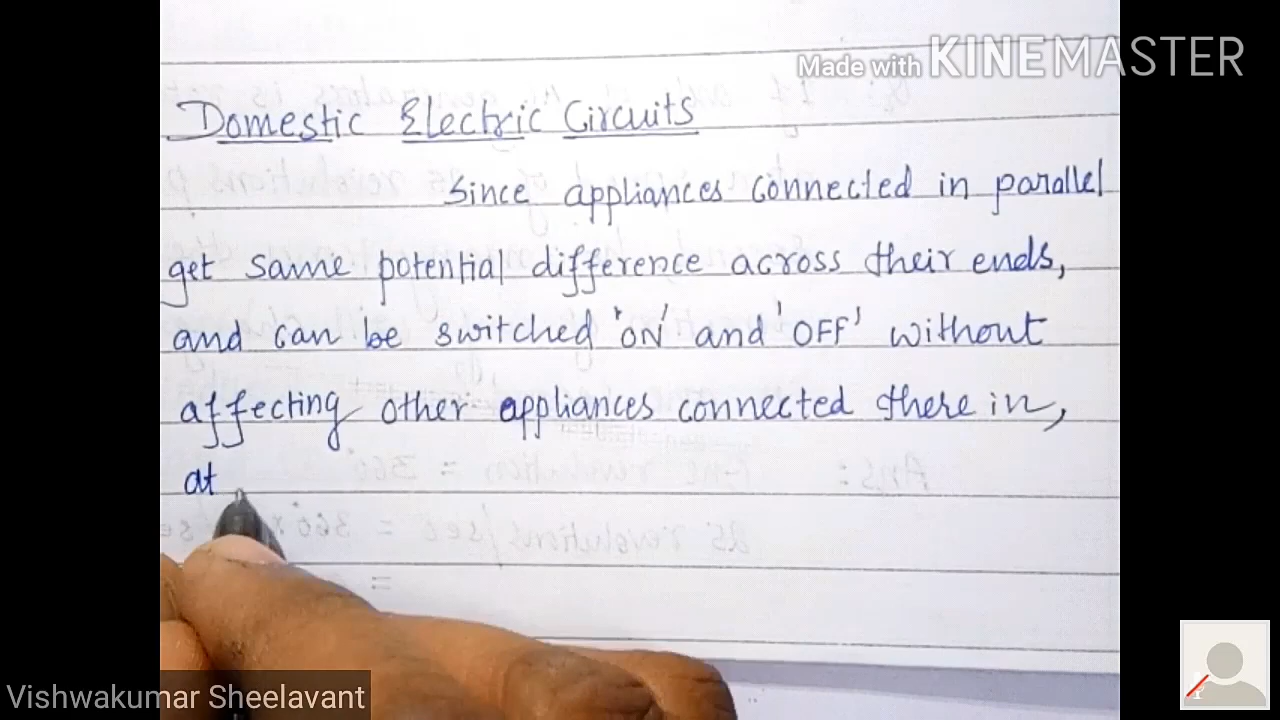 Made with KINEMASTER
Domestic Electric Circuits
Since appliances connected in parallel
get same potential difference across their ends,
and can be switched 'ON' and 'OFF' without
affecting other appliances connected there in,
at
Vishwakumar Sheelavant